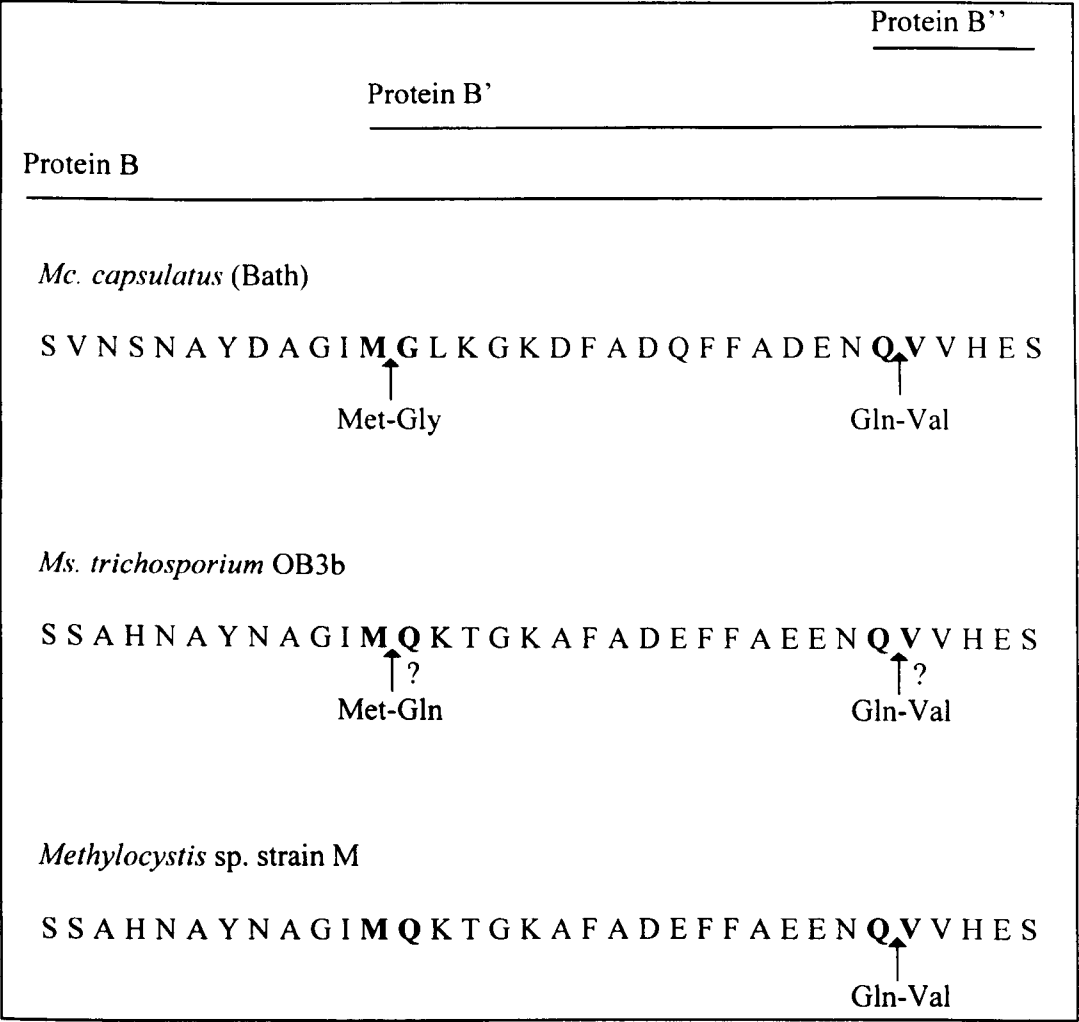 Protein B’’
Protein B’
Protein B
Mc. capsulatus (Bath)
S V N S N A Y D A G I M G L K G K D F A D Q F F A D E N Q V V H E S
Met-Gly Gln-Val
Ms. trichosporium OB3b
S S A H N A Y N A G I M Q K T G K A F A D E F F A E E N Q V V H E S
? ?
Met-Gln Gln-Val
Methylocystis sp. strain M
S S A H N A Y N A G I M Q K T G K A F A D E F F A E E N Q V V H E S
Gln-Val